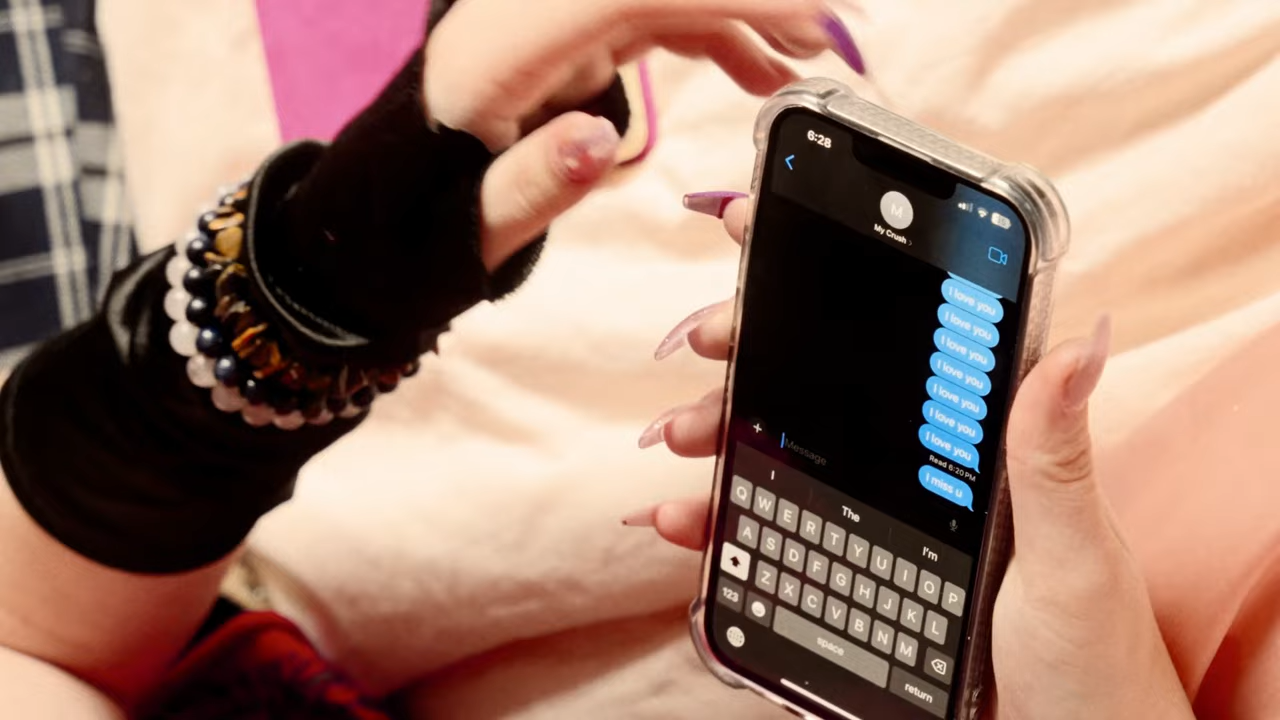 6:28
M
My Crush
I love you
I love you
I love you
I love you
I love you
I love you
I love you
Read 6:20 PM
I miss u
Message
I The I'm
Q W E R T Y U I O P
A S D F G H J K L
Z X C V B N M
123 space return